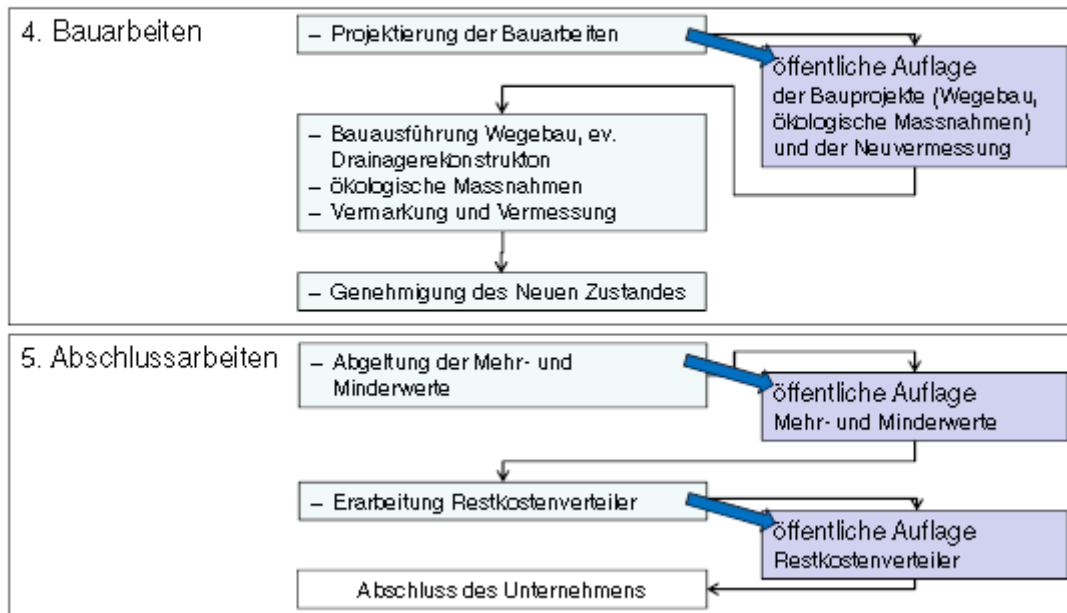 4. Bauarbeiten
– Projektierung der Bauarbeiten
öffentliche Auflage
der Bauprojekte (Wegebau,
ökologische Massnahmen)
und der Neuvermessung
– Bauausführung Wegebau, ev.
Drainagerekonstrukton
– ökologische Massnahmen
– Vermarkung und Vermessung
– Genehmigung des Neuen Zustandes
5. Abschlussarbeiten
– Abgeltung der Mehr- und
Minderwerte
öffentliche Auflage
Mehr- und Minderwerte
– Erarbeitung Restkostenverteiler
öffentliche Auflage
Restkostenverteiler
Abschluss des Unternehmens